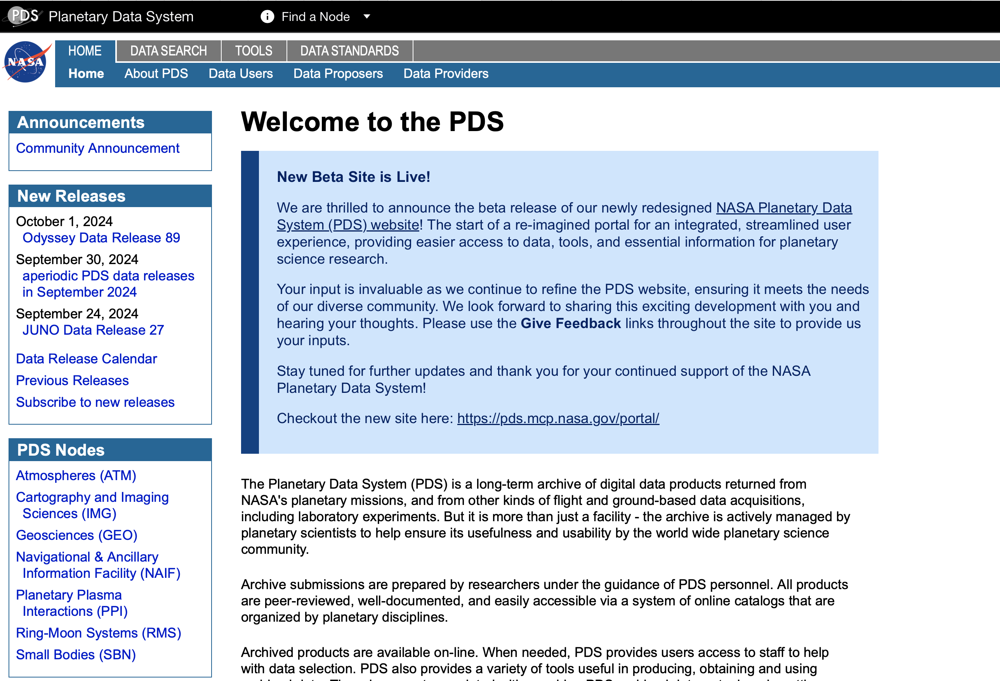 PDS Planetary Data System
Find a Node
NASA
HOME DATA SEARCH TOOLS DATA STANDARDS
Home About PDS Data Users Data Proposers Data Providers
Announcements
Community Announcement
New Releases
October 1, 2024
Odyssey Data Release 89
September 30, 2024
aperiodic PDS data releases
in September 2024
September 24, 2024
JUNO Data Release 27
Data Release Calendar
Previous Releases
Subscribe to new releases
PDS Nodes
Atmospheres (ATM)
Cartography and Imaging
Sciences (IMG)
Geosciences (GEO)
Navigational & Ancillary
Information Facility (NAIF)
Planetary Plasma
Interactions (PPI)
Ring-Moon Systems (RMS)
Small Bodies (SBN)
Welcome to the PDS
New Beta Site is Live!
We are thrilled to announce the beta release of our newly redesigned NASA Planetary Data
System (PDS) website! The start of a re-imagined portal for an integrated, streamlined user
experience, providing easier access to data, tools, and essential information for planetary
science research.
Your input is invaluable as we continue to refine the PDS website, ensuring it meets the needs
of our diverse community. We look forward to sharing this exciting development with you and
hearing your thoughts. Please use the Give Feedback links throughout the site to provide us
your inputs.
Stay tuned for further updates and thank you for your continued support of the NASA
Planetary Data System!
Checkout the new site here: https://pds.mcp.nasa.gov/portal/
The Planetary Data System (PDS) is a long-term archive of digital data products returned from
NASA's planetary missions, and from other kinds of flight and ground-based data acquisitions,
including laboratory experiments. But it is more than just a facility - the archive is actively managed by
planetary scientists to help ensure its usefulness and usability by the world wide planetary science
community.
Archive submissions are prepared by researchers under the guidance of PDS personnel. All products
are peer-reviewed, well-documented, and easily accessible via a system of online catalogs that are
organized by planetary disciplines.
Archived products are available on-line. When needed, PDS provides users access to staff to help
with data selection. PDS also provides a variety of tools useful in producing, obtaining and using